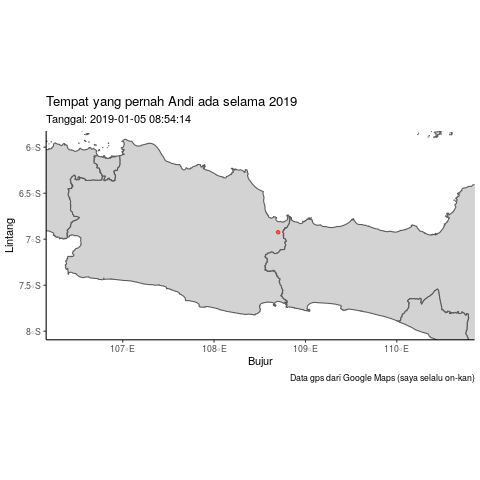 Tempat yang pernah Andi ada selama 2019
Tanggal: 2019-01-05 08:54:14
6◦S
6.5◦S
7◦S
7.5◦S
8◦S
Lintang
107◦E 108◦E 109◦E 110◦E
Bujur
Data gps dari Google Maps (saya selalu on-kan)